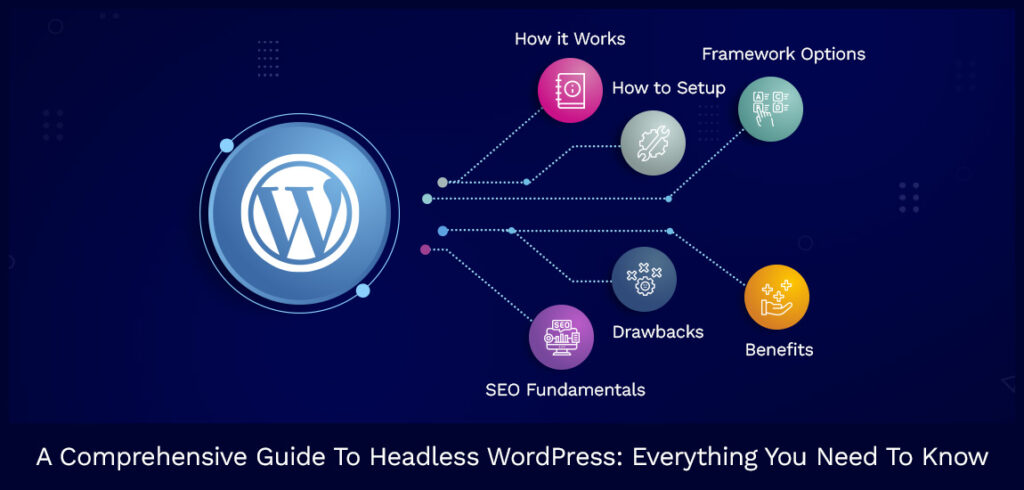 How it Works
Framework Options
How to Setup
W
Drawbacks
Benefits
SEO
SEO Fundamentals
A Comprehensive Guide To Headless WordPress: Everything You Need To Know